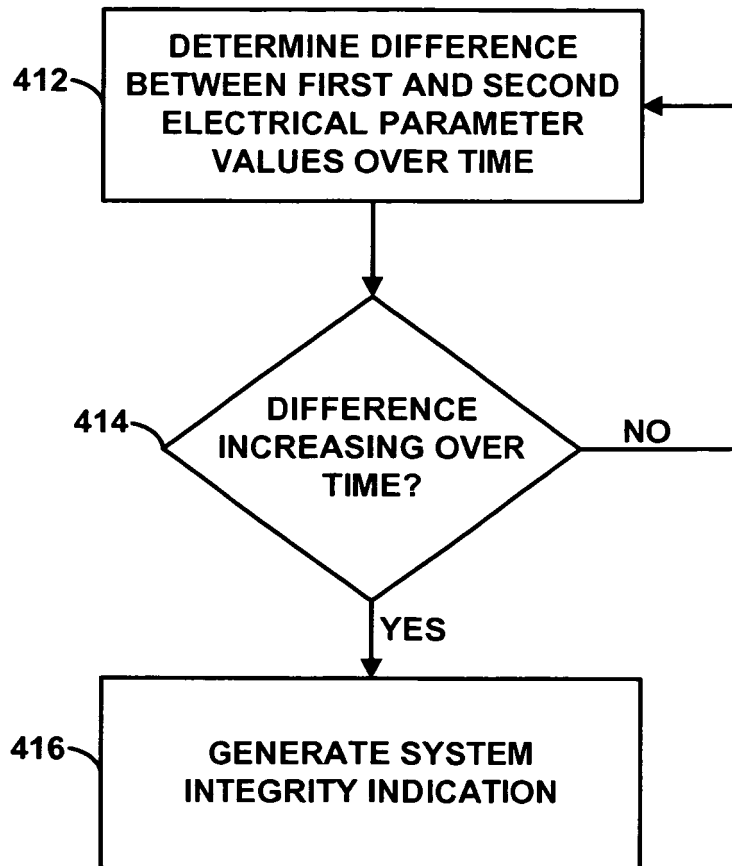 412
DETERMINE DIFFERENCE
BETWEEN FIRST AND SECOND
ELECTRICAL PARAMETER
VALUES OVER TIME
414
DIFFERENCE
INCREASING OVER
TIME?
NO
YES
416
GENERATE SYSTEM
INTEGRITY INDICATION